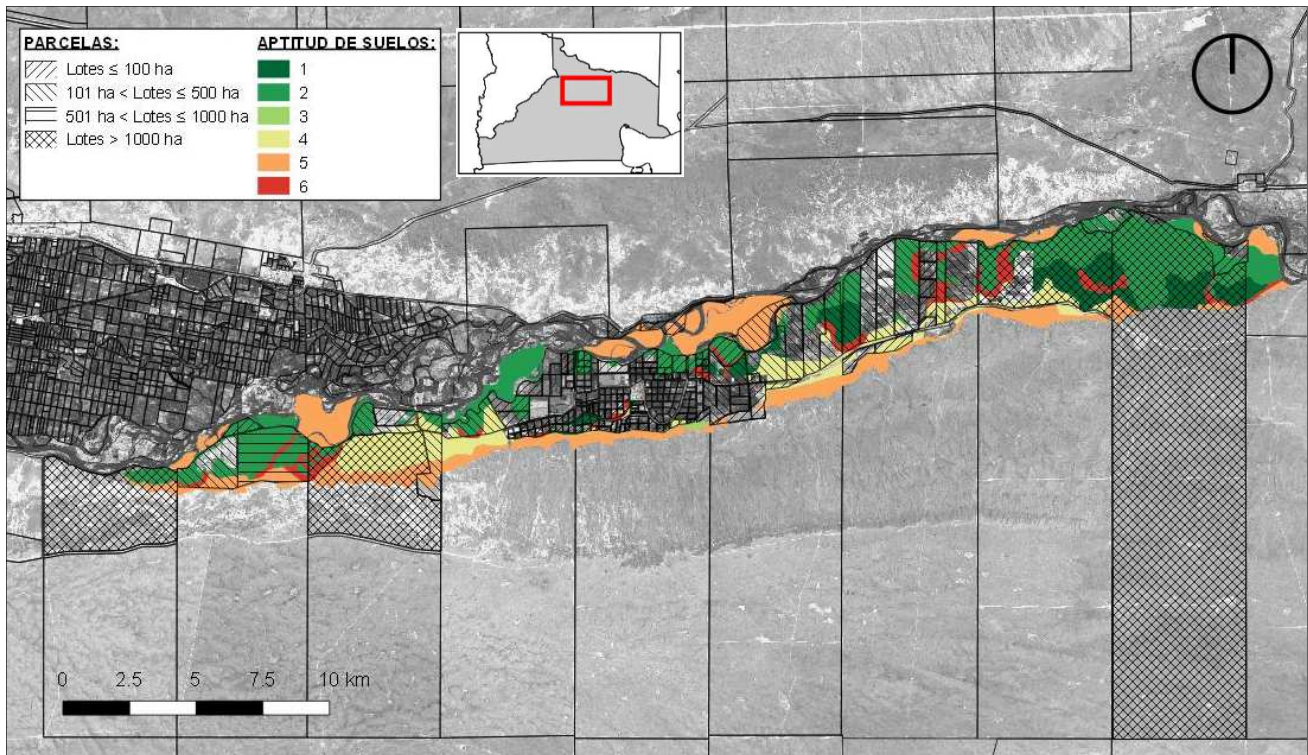 PARCELAS:
Lotes ≤ 100 ha
101 ha < Lotes ≤ 500 ha
501 ha < Lotes ≤ 1000 ha
Lotes > 1000 ha
APTITUD DE SUELOS:
1
2
3
4
5
6
0 2.5 5 7.5 10 km